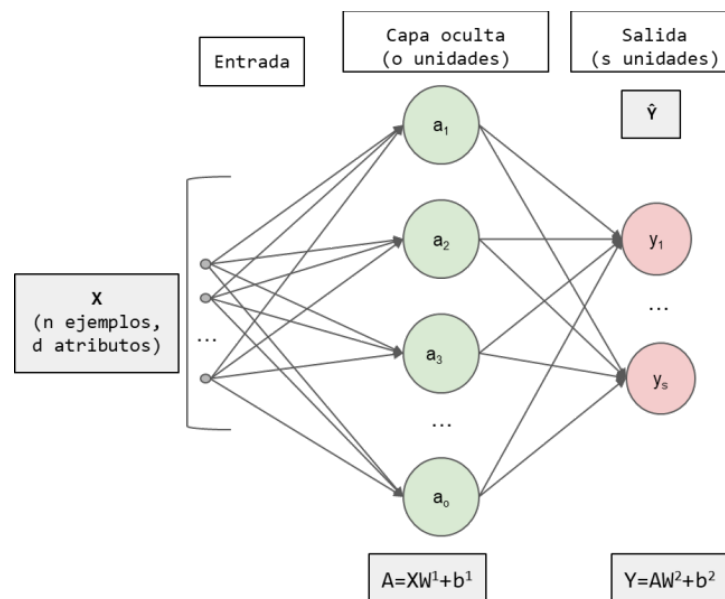 Entrada
Capa oculta
(o unidades)
Salida
(s unidades)
Ŷ
X
(n ejemplos,
d atributos)
...
a₁
a₂
a₃
...
aₒ
y₁
...
yₛ
A=XW¹+b¹
Y=AW²+b²